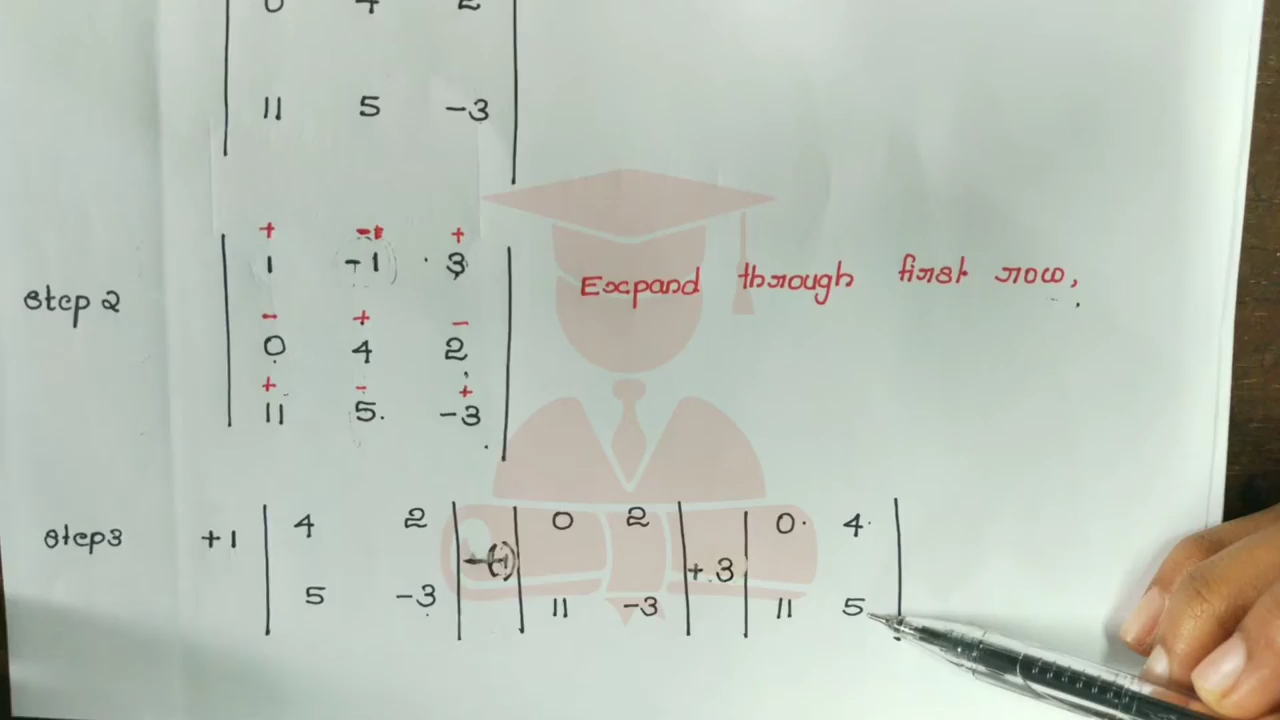 0 4 2
11 5 -3
+ - +
1 -1 3
Step 2 Expand through first row,
- + -
0 4 2
+ - +
11 5 -3
Step3 +1 4 2 -(-1) 0 2 +3 0 4
5 -3 11 -3 11 5